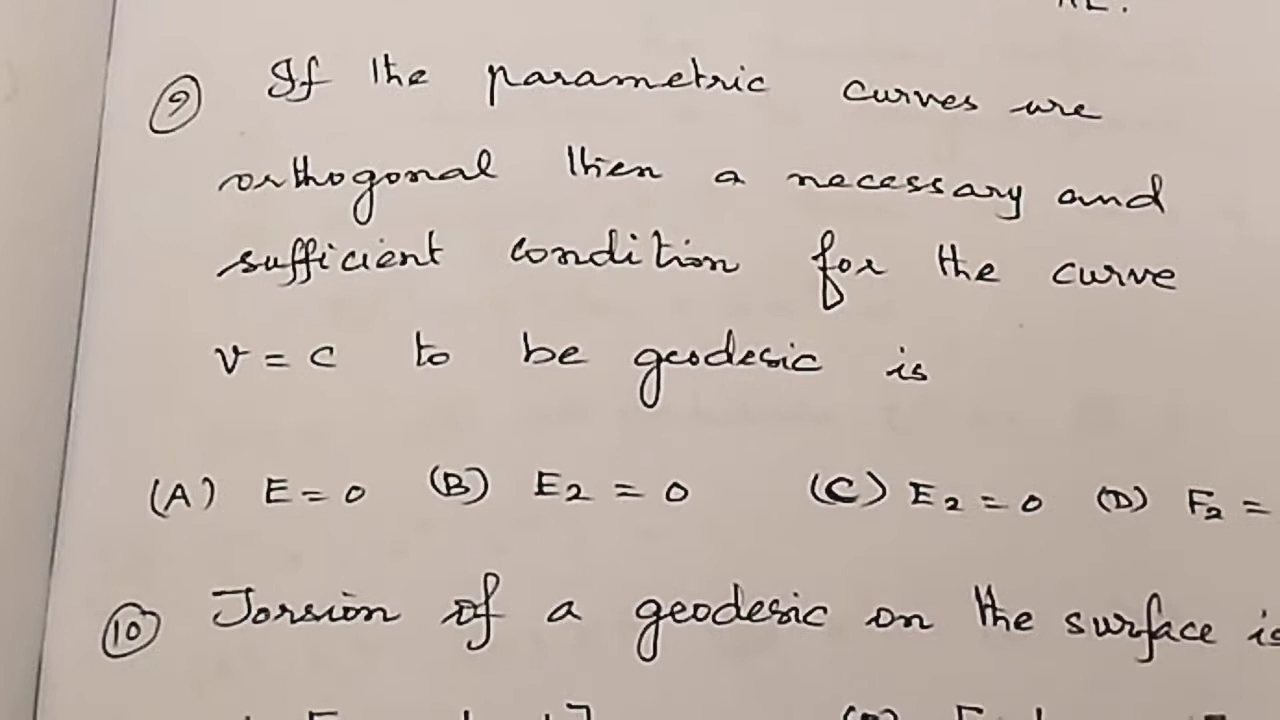 (9) If the parametric curves are
orthogonal then a necessary and
sufficient condition for the curve
v = c to be geodesic is
(A) E = 0 (B) E2 = 0 (C) E2 = 0 (D) F2 =
(10) Torsion of a geodesic on the surface is